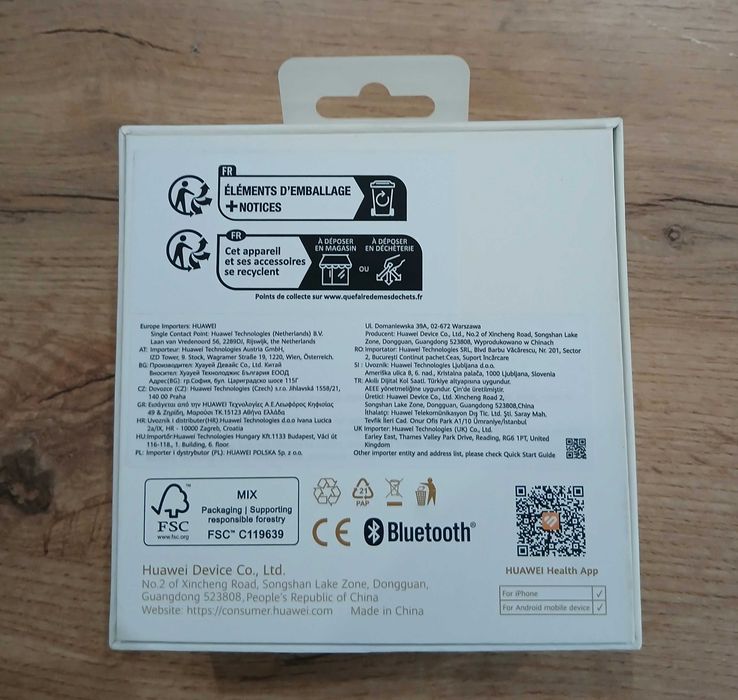 FR
ÉLÉMENTS D'EMBALLAGE
+ NOTICES
FR
Cet appareil
et ses accessoires
se recyclent
À DÉPOSER
EN MAGASIN
OU
À DÉPOSER
EN DÉCHÈTERIE
Points de collecte sur www.quefairedemesdechets.fr
Europe Importers: HUAWEI
Single Contact Point: Huawei Technologies (Netherlands) B.V.
Laan van Vredenoord 56, 2289DJ, Rijswijk, the Netherlands
AT: Importeur: Huawei Technologies Austria GmbH,
IZD Tower, 9. Stock, Wagramer Straße 19, 1220, Wien, Österreich.
BG: Производител: Хуауей Девайс Ко., Ltd. Китай
Вносител: Хуауей Технолоджис България ЕООД
Адрес(BG): гр.София, бул. Цариградско шосе 115Г
CZ: Dovozce (CZ): Huawei Technologies (Czech) s.r.o. Jihlavská 1558/21,
140 00 Praha
GR: Εισάγεται από την HUAWEI Τεχνολογίες Α.Ε.Λεωφόρος Κηφισίας
49 & Ζηρίδη, Μαρούσι ΤΚ.15123 Αθήνα ΕΛΛΑΔΑ
HR: Uvoznik i distributer(HR):Huawei Technologies d.o.o Ivana Lucica
2a/IX, HR - 10000 Zagreb, Croatia
HU:Importőr:Huawei Technologies Hungary Kft.1133 Budapest, Váci út
116-118., 1. Building, 6. floor.
PL: Importer i dystrybutor (PL): HUAWEI POLSKA Sp. z o.o.
Ul. Domaniewska 39A, 02-672 Warszawa
Producent: Huawei Device Co., Ltd., No.2 of Xincheng Road, Songshan Lake
Zone, Dongguan, Guangdong 523808, Wyprodukowano w Chinach
RO: Importator: Huawei Technologies SRL, Blvd Barbu Văcărescu, Nr. 201, Sector
2, București Continut pachet:Ceas, Suport încărcare
SI : Uvoznik: Huawei Technologies Ljubljana d.o.o.
Ameriška ulica 8, 6. nad., Kristalna palača, 1000 Ljubljana, Slovenia
TR: Akıllı Dijital Kol Saati. Türkiye altyapısına uygundur.
AEEE yönetmeliğine uygundur. Çin'de üretilmiştir.
Üretici: Huawei Device Co., Ltd. Xincheng Road 2,
Songshan Lake Zone, Dongguan, Guangdong 523808,China
İthalatçı: Huawei Telekomünikasyon Dış Tic. Ltd. Şti. Saray Mah,
Tevfik İleri Cad. Onur Ofis Park A1/10 Ümraniye/İstanbul
UK Importer: Huawei Technologies (UK) Co., Ltd.
Earley East, Thames Valley Park Drive, Reading, RG6 1PT, United
Kingdom
Other importer entity and address list, please check Quick Start Guide
FSC
www.fsc.org
MIX
Packaging | Supporting
responsible forestry
FSC™ C119639
21
PAP
CE Bluetooth®
HUAWEI Health App
For iPhone
For Android mobile device
Huawei Device Co., Ltd.
No.2 of Xincheng Road, Songshan Lake Zone, Dongguan,
Guangdong 523808, People's Republic of China
Website: https://consumer.huawei.com Made in China